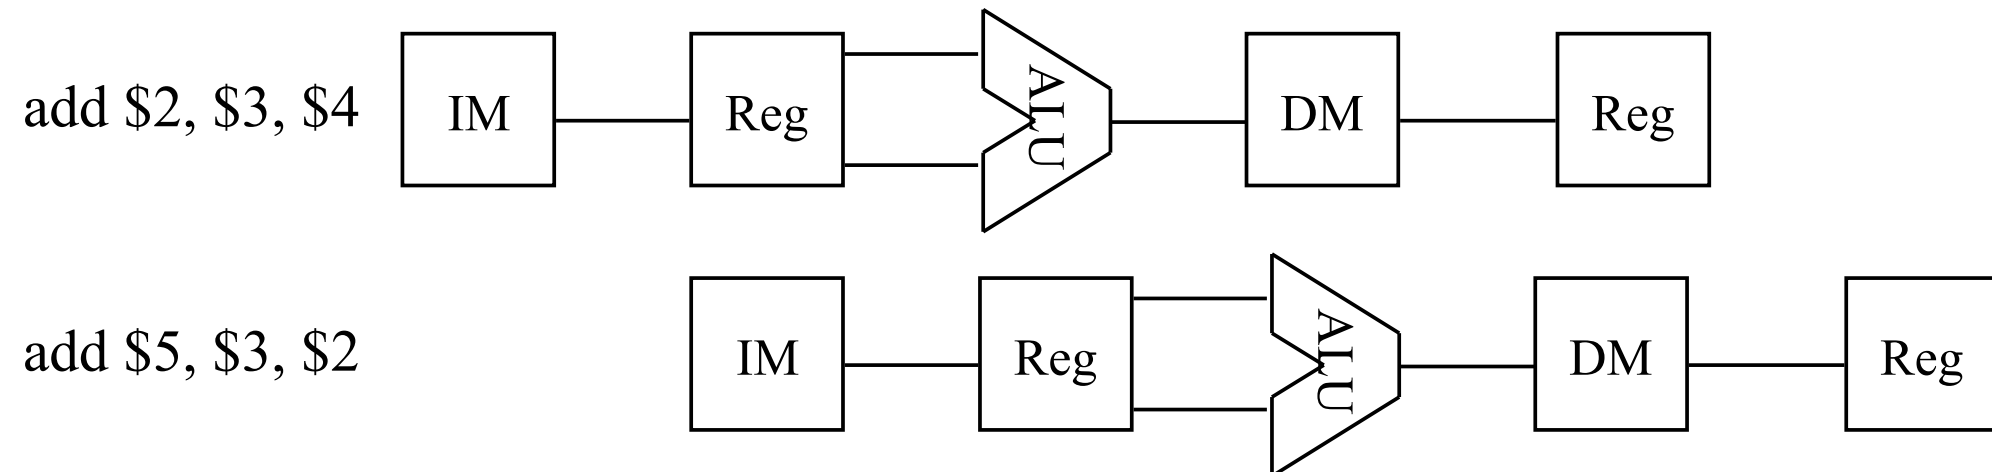 add $2, $3, $4 IM Reg ALU DM Reg
add $5, $3, $2 IM Reg ALU DM Reg